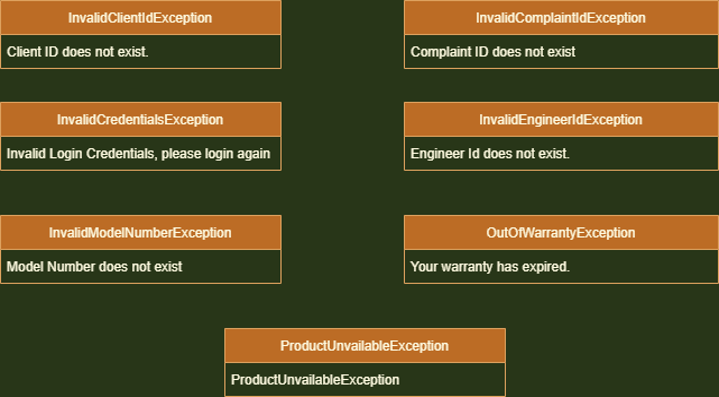 InvalidClientIdException
Client ID does not exist.
InvalidComplaintIdException
Complaint ID does not exist
InvalidCredentialsException
Invalid Login Credentials, please login again
InvalidEngineerIdException
Engineer Id does not exist.
InvalidModelNumberException
Model Number does not exist
OutOfWarrantyException
Your warranty has expired.
ProductUnvailableException
ProductUnvailableException